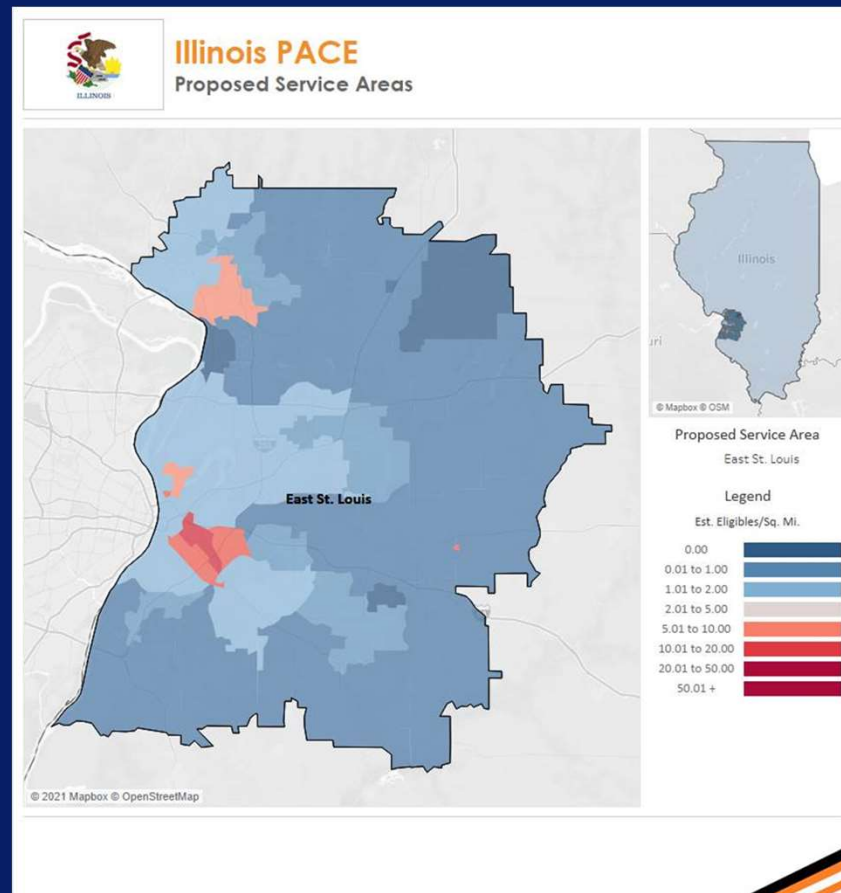 ILLINOIS
Illinois PACE
Proposed Service Areas
East St. Louis
© 2021 Mapbox © OpenStreetMap
Illinois
© Mapbox © OSM
Proposed Service Area
East St. Louis
Legend
Est. Eligibles/Sq. Mi.
0.00
0.01 to 1.00
1.01 to 2.00
2.01 to 5.00
5.01 to 10.00
10.01 to 20.00
20.01 to 50.00
50.01 +